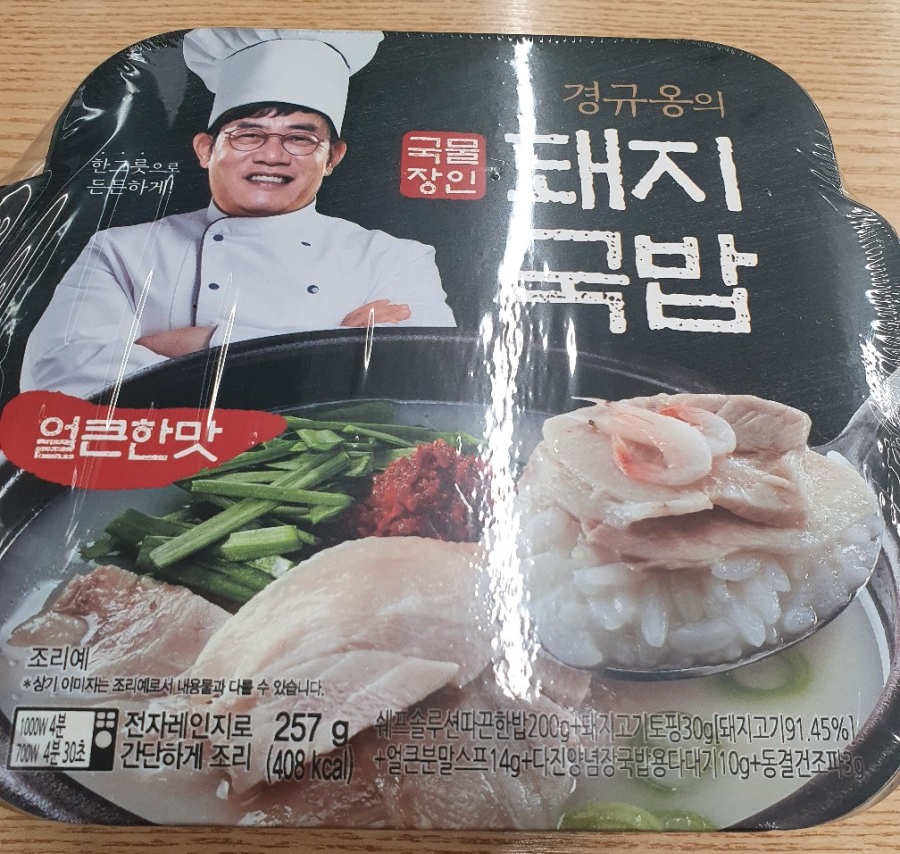 한그릇으로
든든하게!
국물
장인
경규옹의
돼지
국밥
얼큰한맛
조리예
*상기 이미지는 조리예로서 내용물과 다를 수 있습니다.
1000W 4분
700W 4분 30초
전자레인지로
간단하게 조리
257 g
(408 kcal)
쉐프솔루션따끈한밥200g+돼지고기토핑30g[돼지고기91.45%]
+얼큰분말스프14g+다진양념장국밥용다대기10g+동결건조파3g